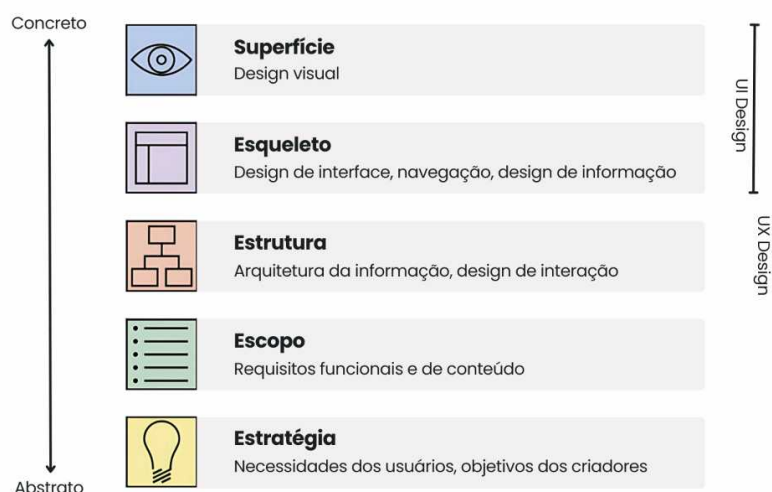 Concreto
Superfície
Design visual
Esqueleto
Design de interface, navegação, design de informação
Estrutura
Arquitetura da informação, design de interação
Escopo
Requisitos funcionais e de conteúdo
Estratégia
Necessidades dos usuários, objetivos dos criadores
Abstrato
UI Design
UX Design